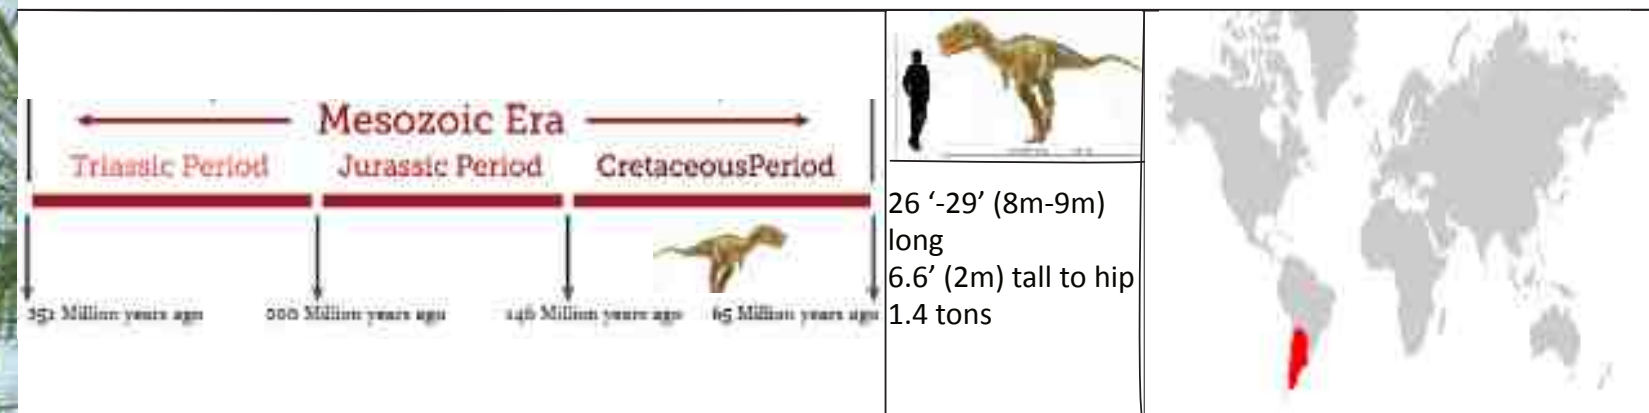 Mesozoic Era
Triassic Period Jurassic Period CretaceousPeriod
251 Million years ago 200 Million years ago 146 Million years ago 65 Million years ago
26 ‘-29’ (8m-9m)
long
6.6’ (2m) tall to hip
1.4 tons